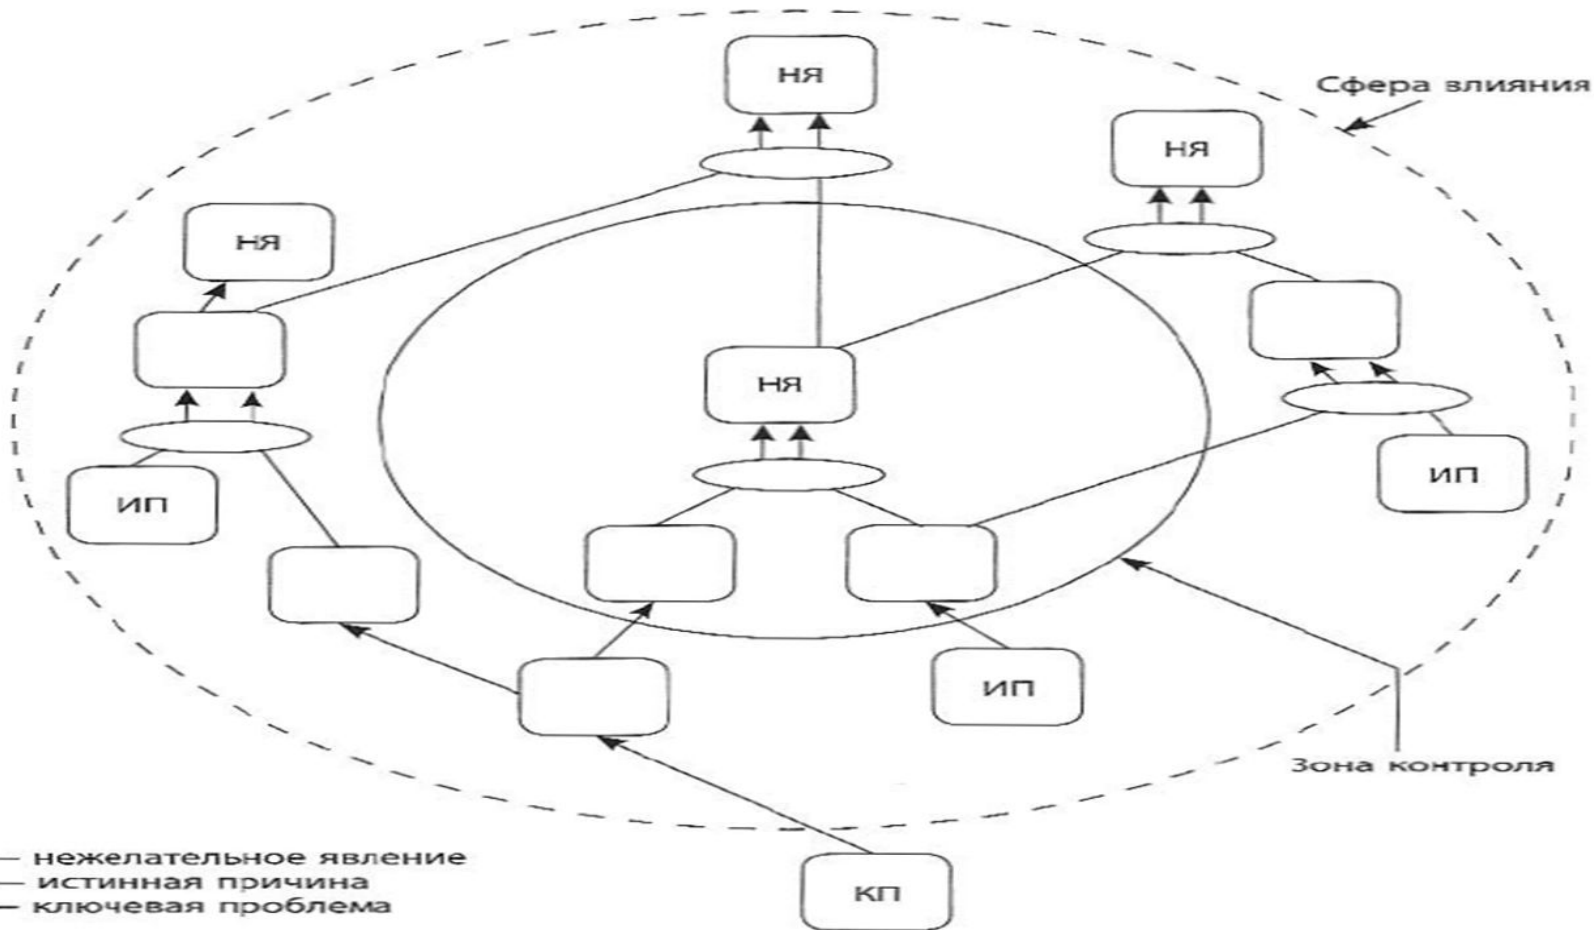 НЯ
Сфера влияния
НЯ
НЯ
НЯ
ИП
ИП
ИП
Зона контроля
— нежелательное явление
— истинная причина
— ключевая проблема
КП